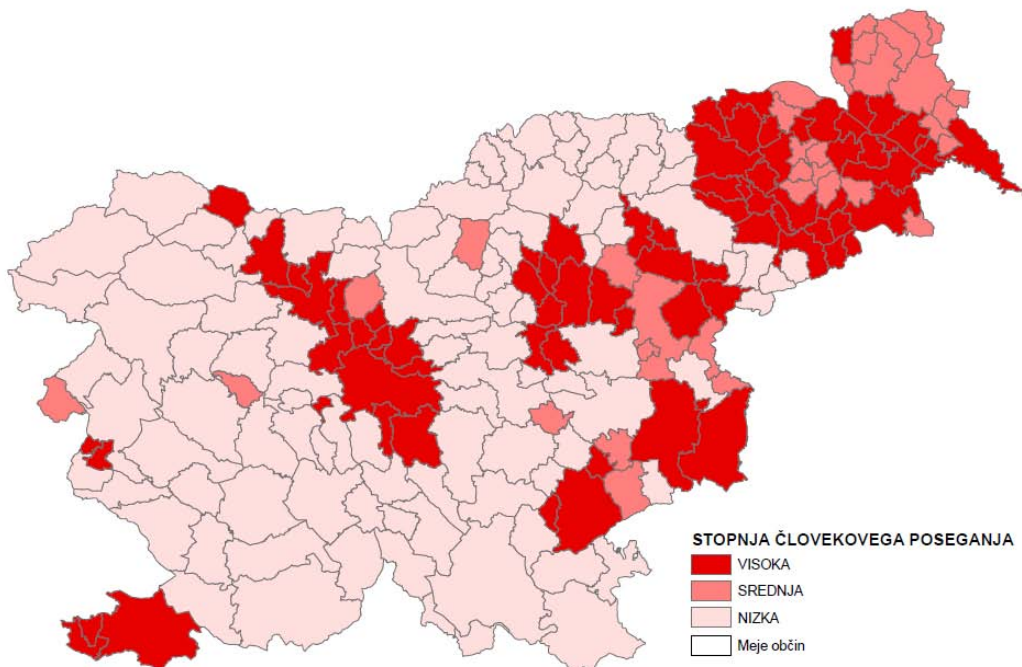 STOPNJA ČLOVEKOVEGA POSEGANJA
VISOKA
SREDNJA
NIZKA
Meje občin